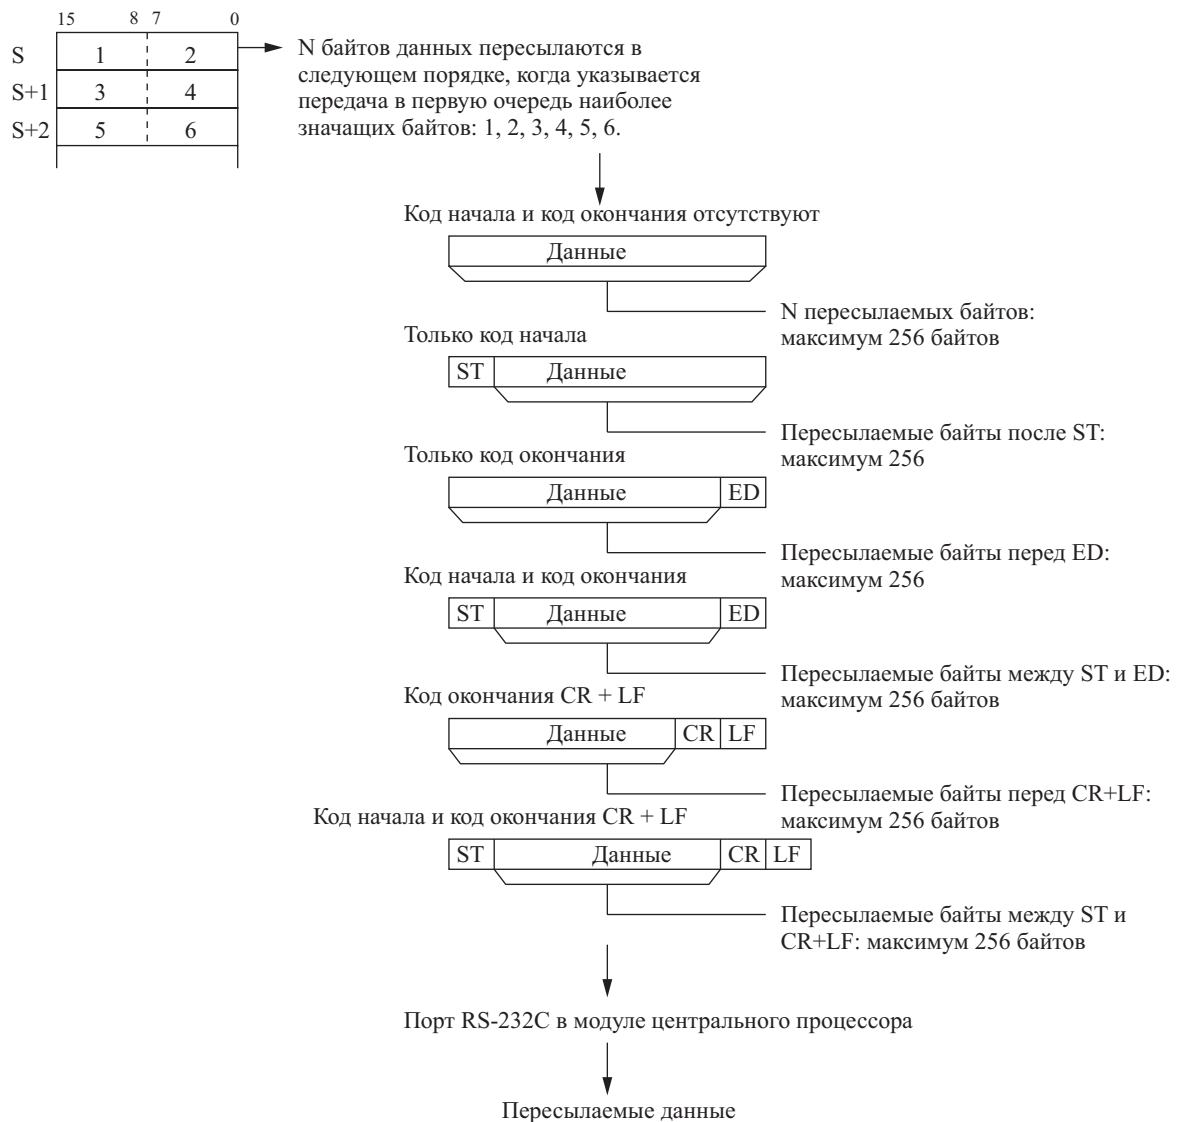 15 8 7 0
S 1 2
S+1 3 4
S+2 5 6
N байтов данных пересылаются в
следующем порядке, когда указывается
передача в первую очередь наиболее
значащих байтов: 1, 2, 3, 4, 5, 6.
Код начала и код окончания отсутствуют
Данные
N пересылаемых байтов:
максимум 256 байтов
Только код начала
ST Данные
Пересылаемые байты после ST:
максимум 256
Только код окончания
Данные ED
Пересылаемые байты перед ED:
максимум 256
Код начала и код окончания
ST Данные ED
Пересылаемые байты между ST и ED:
максимум 256 байтов
Код окончания CR + LF
Данные CR LF
Пересылаемые байты перед CR+LF:
максимум 256 байтов
Код начала и код окончания CR + LF
ST Данные CR LF
Пересылаемые байты между ST и
CR+LF: максимум 256 байтов
Порт RS-232C в модуле центрального процессора
Пересылаемые данные